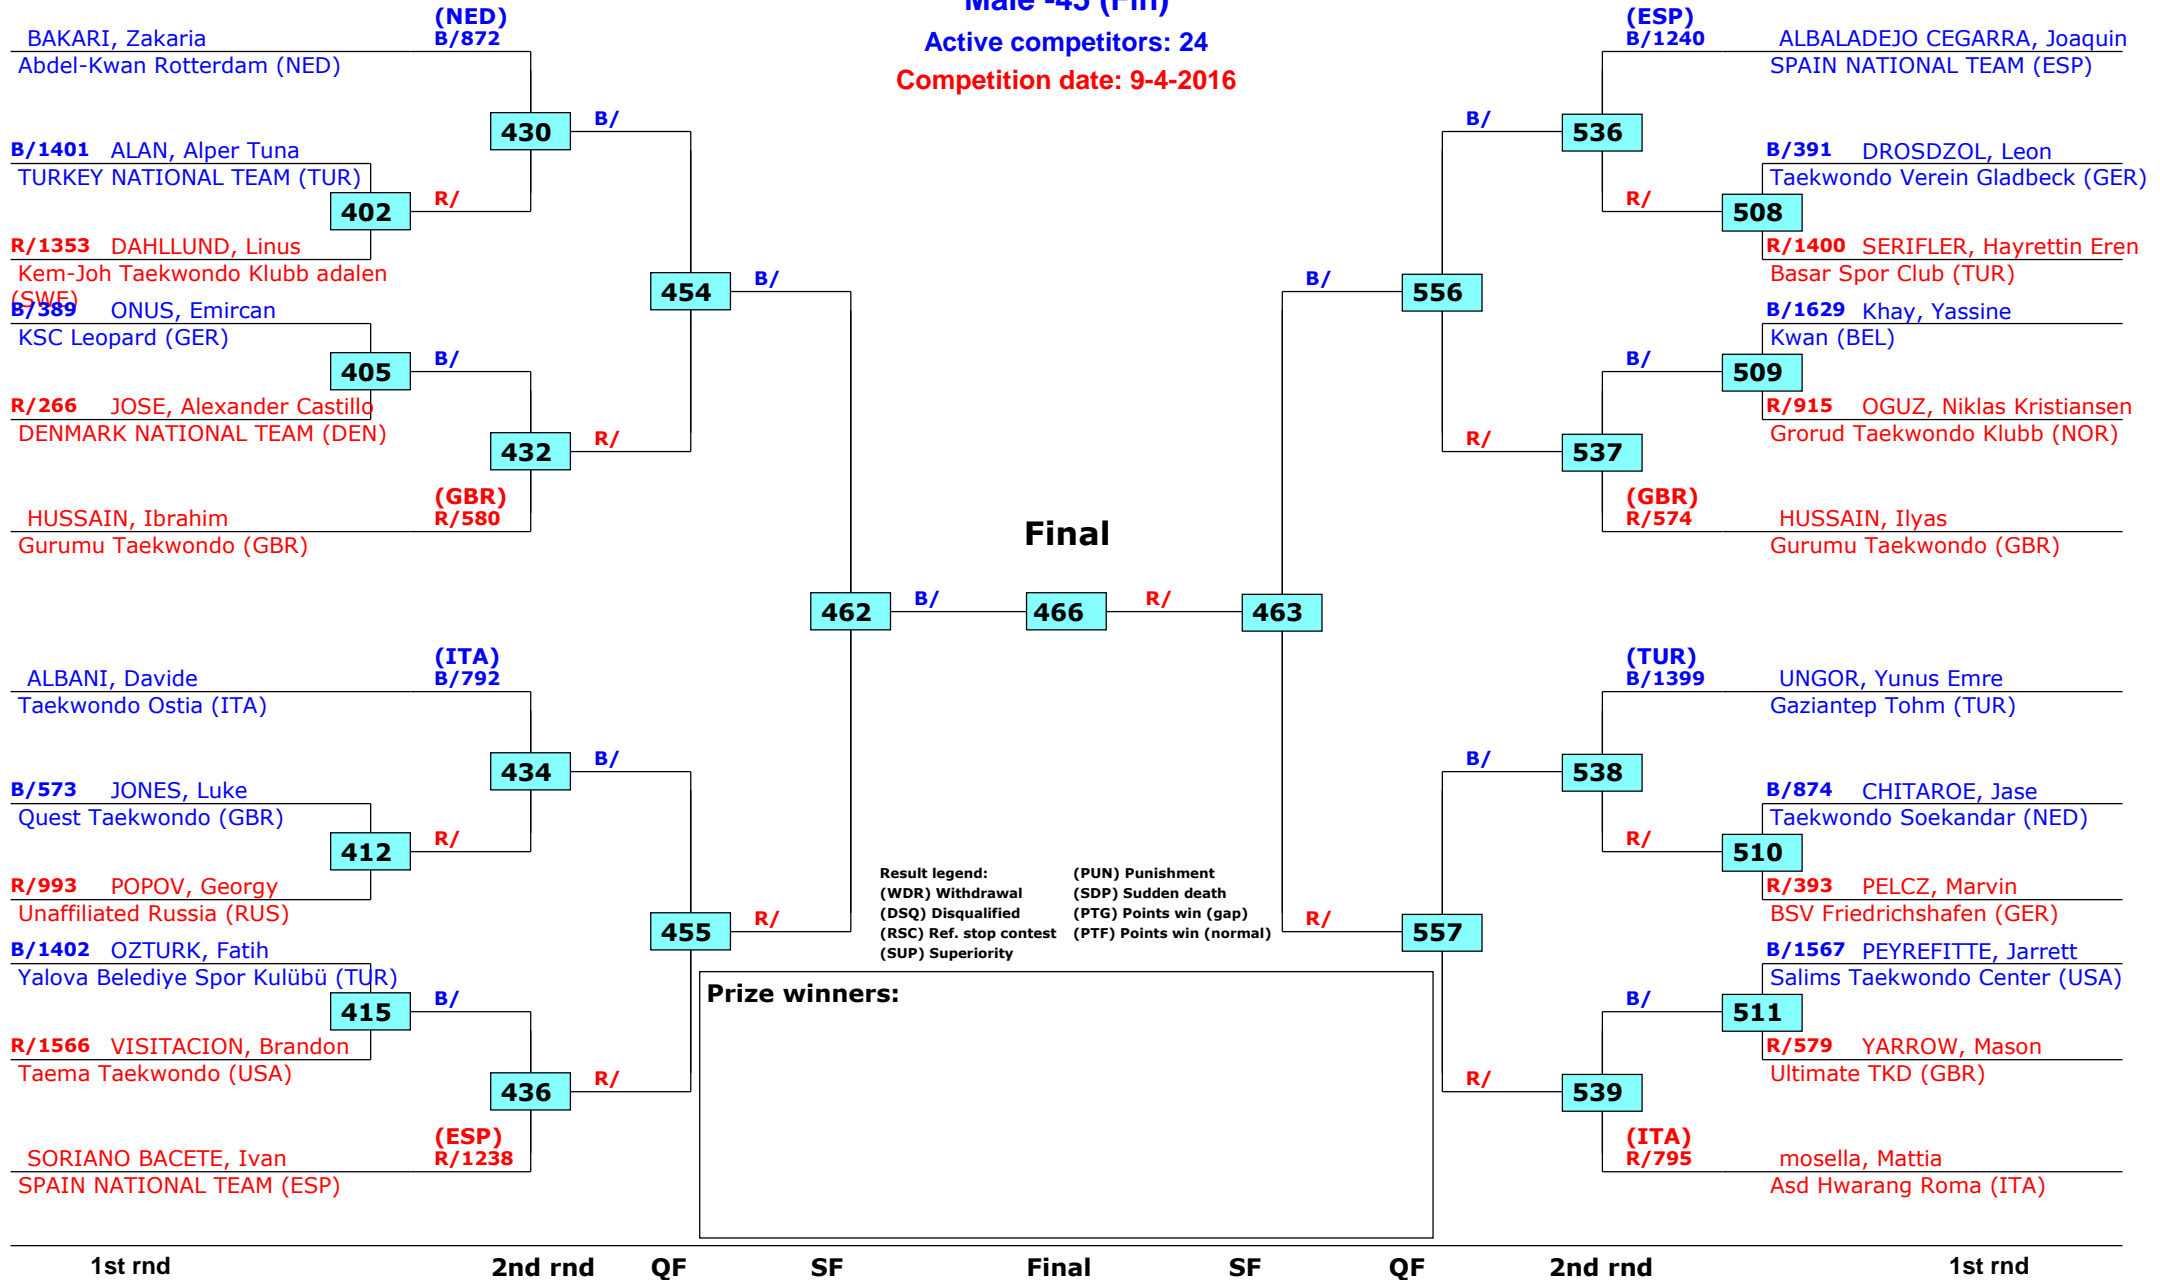 Male -45 (Fin)
Active competitors: 24
Competition date: 9-4-2016
(NED)
BAKARI, Zakaria B/872
Abdel-Kwan Rotterdam (NED)
430 B/
B/1401 ALAN, Alper Tuna
TURKEY NATIONAL TEAM (TUR)
402 R/
R/1353 DAHLLUND, Linus
Kem-Joh Taekwondo Klubb adalen
(SWE)
454 B/
B/389 ONUS, Emircan
KSC Leopard (GER)
405 B/
R/266 JOSE, Alexander Castillo
DENMARK NATIONAL TEAM (DEN)
432 R/
(GBR)
HUSSAIN, Ibrahim R/580
Gurumu Taekwondo (GBR)
Final
462 B/ 466 R/ 463
(ITA)
ALBANI, Davide B/792
Taekwondo Ostia (ITA)
434 B/
B/573 JONES, Luke
Quest Taekwondo (GBR)
412 R/
R/993 POPOV, Georgy
Unaffiliated Russia (RUS)
455 R/
B/1402 OZTURK, Fatih
Yalova Belediye Spor Kulübü (TUR)
415 B/
R/1566 VISITACION, Brandon
Taema Taekwondo (USA)
436 R/
(ESP)
SORIANO BACETE, Ivan R/1238
SPAIN NATIONAL TEAM (ESP)
(ESP)
B/1240 ALBALADEJO CEGARRA, Joaquin
SPAIN NATIONAL TEAM (ESP)
B/ 536
B/391 DROSDZOL, Leon
Taekwondo Verein Gladbeck (GER)
R/ 508
R/1400 SERIFLER, Hayrettin Eren
Basar Spor Club (TUR)
B/ 556
B/1629 Khay, Yassine
Kwan (BEL)
B/ 509
R/915 OGUZ, Niklas Kristiansen
Grorud Taekwondo Klubb (NOR)
R/ 537
(GBR)
R/574 HUSSAIN, Ilyas
Gurumu Taekwondo (GBR)
(TUR)
B/1399 UNGOR, Yunus Emre
Gaziantep Tohm (TUR)
B/ 538
B/874 CHITAROE, Jase
Taekwondo Soekandar (NED)
R/ 510
R/393 PELCZ, Marvin
BSV Friedrichshafen (GER)
R/ 557
B/1567 PEYREFITTE, Jarrett
Salims Taekwondo Center (USA)
B/ 511
R/579 YARROW, Mason
Ultimate TKD (GBR)
R/ 539
(ITA)
R/795 mosella, Mattia
Asd Hwarang Roma (ITA)
Result legend: (PUN) Punishment
(WDR) Withdrawal (SDP) Sudden death
(DSQ) Disqualified (PTG) Points win (gap)
(RSC) Ref. stop contest (PTF) Points win (normal)
(SUP) Superiority
Prize winners:
1st rnd 2nd rnd QF SF Final SF QF 2nd rnd 1st rnd